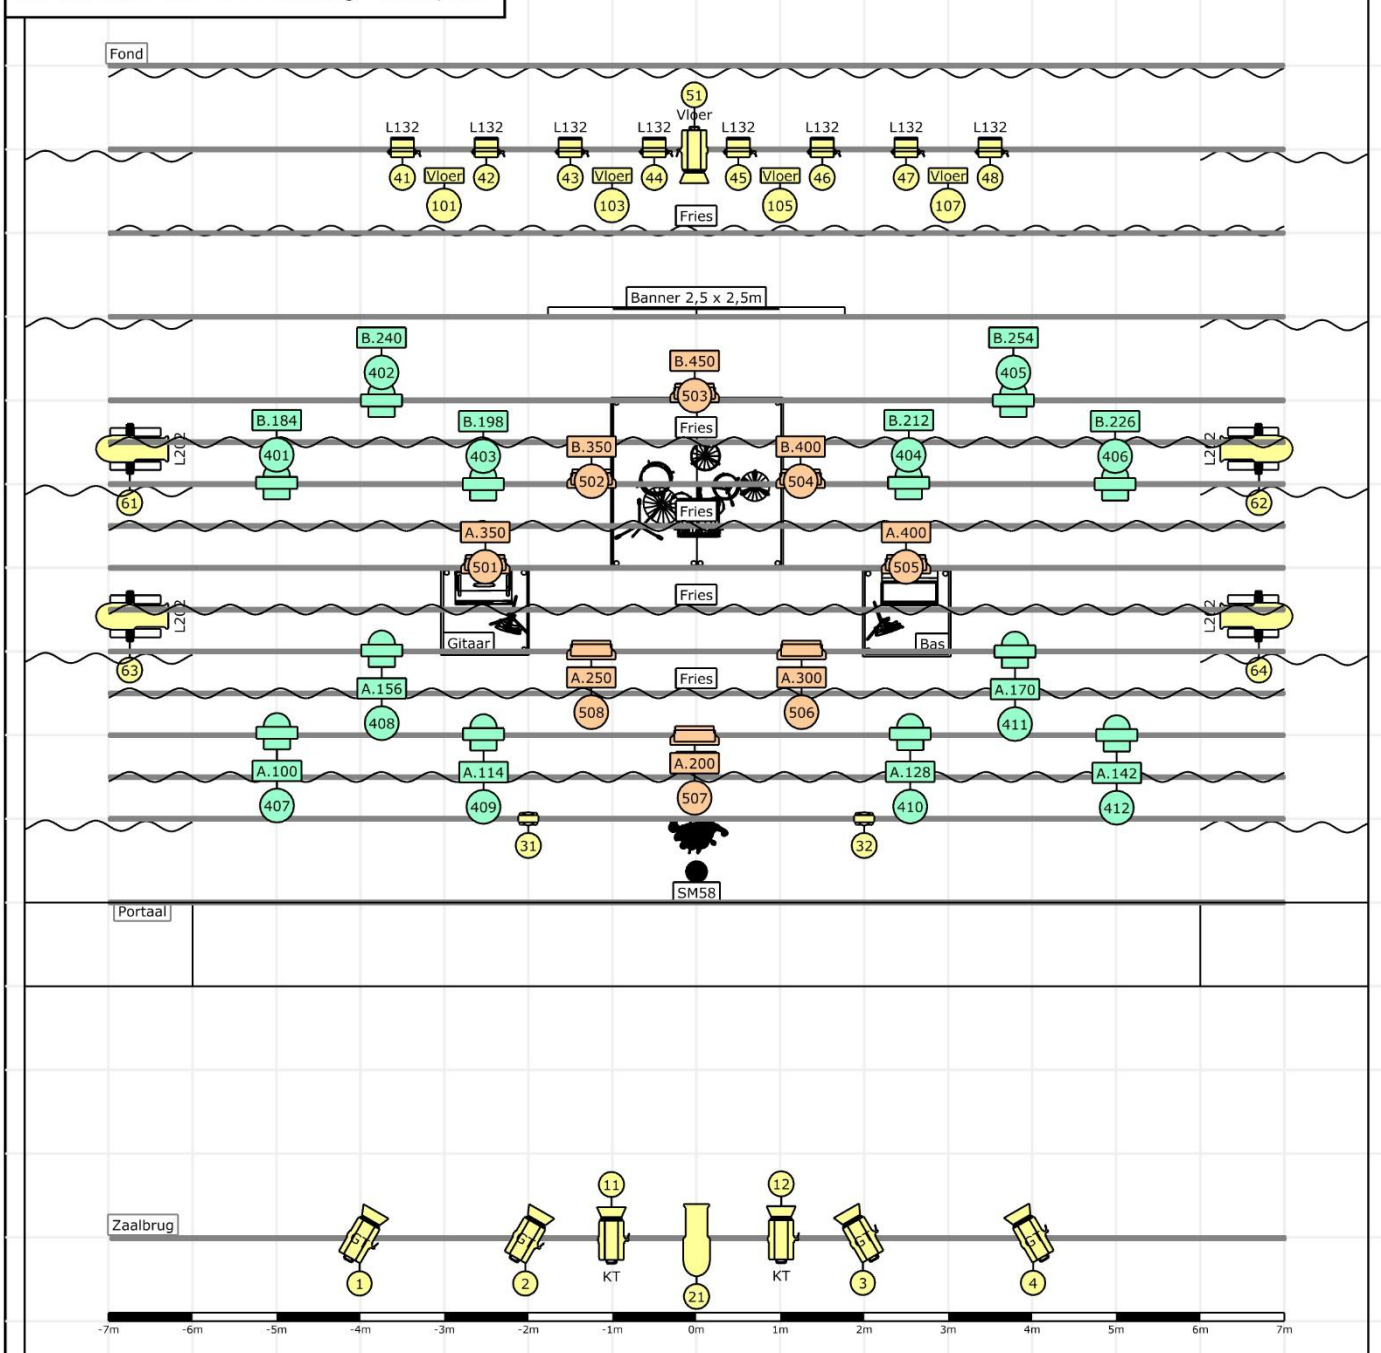 Fond
51
Vloer
L132 L132 L132 L132 L132 L132 L132 L132
41 Vloer 42 43 Vloer 44 45 Vloer 46 47 Vloer 48
101 103 105 107
Fries
Banner 2,5 x 2,5m
B.240 B.254
402 B.450 405
503
B.184 B.198 Fries B.212 B.226
401 403 B.350 B.400 404 406
L202 502 504 L202
61 62
Fries
A.350 A.400
501 505
Fries
L202 L202
Gitaar Bas
63 64
A.250 Fries A.300
A.156 A.170
408 508 506 411
A.200
A.100 A.114 A.128 A.142
407 409 507 410 412
31 32
SM58
Portaal
11 12
Zaalbrug
GT GT GT GT
KT KT
1 2 21 3 4
-7m -6m -5m -4m -3m -2m -1m 0m 1m 2m 3m 4m 5m 6m 7m